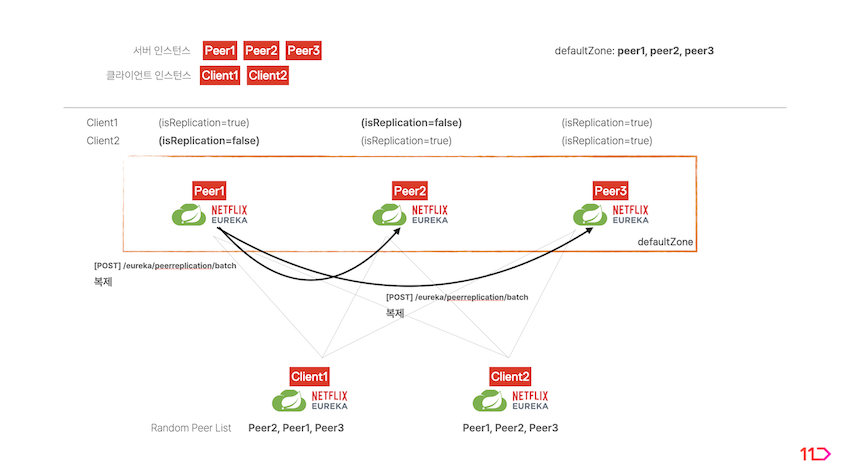 서버 인스턴스 Peer1 Peer2 Peer3 defaultZone: peer1, peer2, peer3
클라이언트 인스턴스 Client1 Client2
Client1 (isReplication=true) (isReplication=false) (isReplication=true)
Client2 (isReplication=false) (isReplication=true) (isReplication=true)
Peer1 Peer2 Peer3
NETFLIX NETFLIX NETFLIX
EUREKA EUREKA EUREKA
defaultZone
[POST] /eureka/peerreplication/batch
복제
[POST] /eureka/peerreplication/batch
복제
Client1 Client2
NETFLIX NETFLIX
EUREKA EUREKA
Random Peer List Peer2, Peer1, Peer3 Peer1, Peer2, Peer3
11